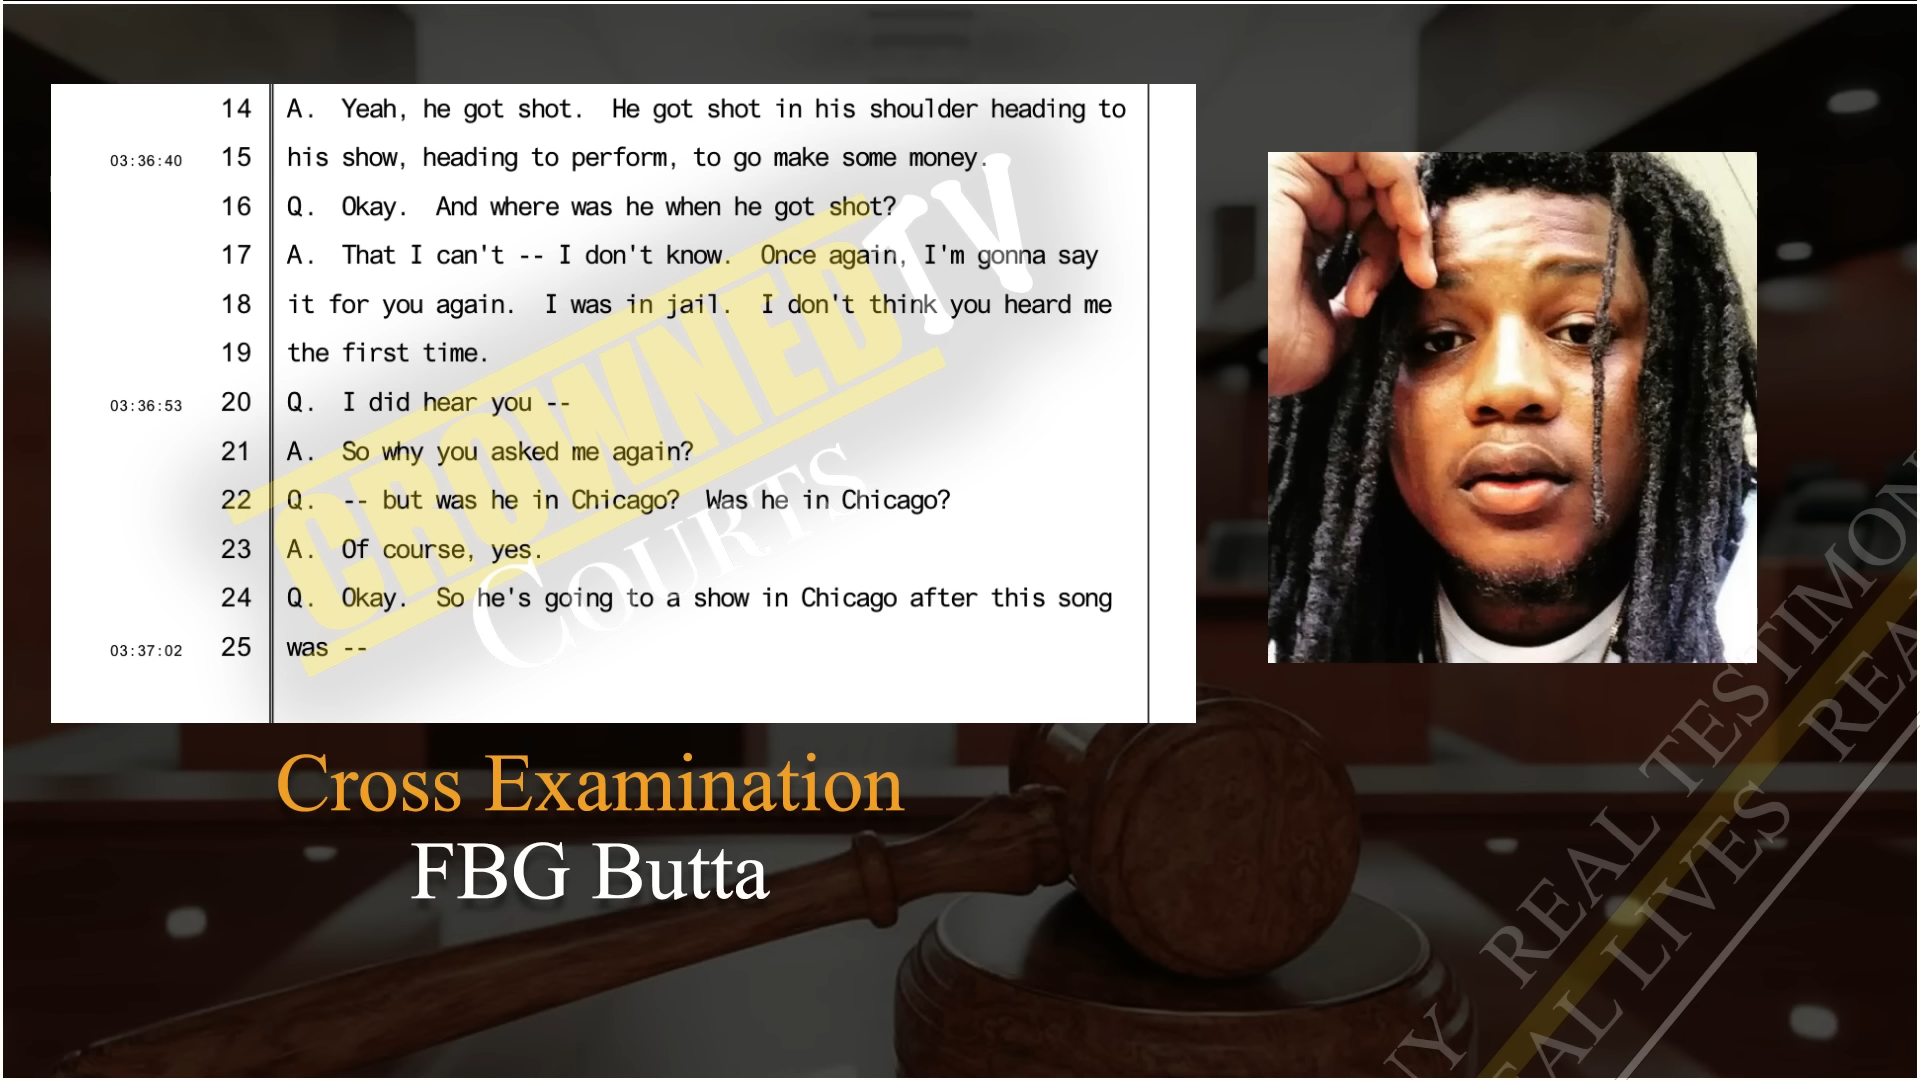 14 A. Yeah, he got shot. He got shot in his shoulder heading to
03:36:40 15 his show, heading to perform, to go make some money.
16 Q. Okay. And where was he when he got shot?
17 A. That I can't -- I don't know. Once again, I'm gonna say
18 it for you again. I was in jail. I don't think you heard me
19 the first time.
03:36:53 20 Q. I did hear you --
21 A. So why you asked me again?
22 Q. -- but was he in Chicago? Was he in Chicago?
23 A. Of course, yes.
24 Q. Okay. So he's going to a show in Chicago after this song
03:37:02 25 was --
CROWNED TV
COURTS
Cross Examination
FBG Butta
REAL TESTIMON
REAL LIVES REA